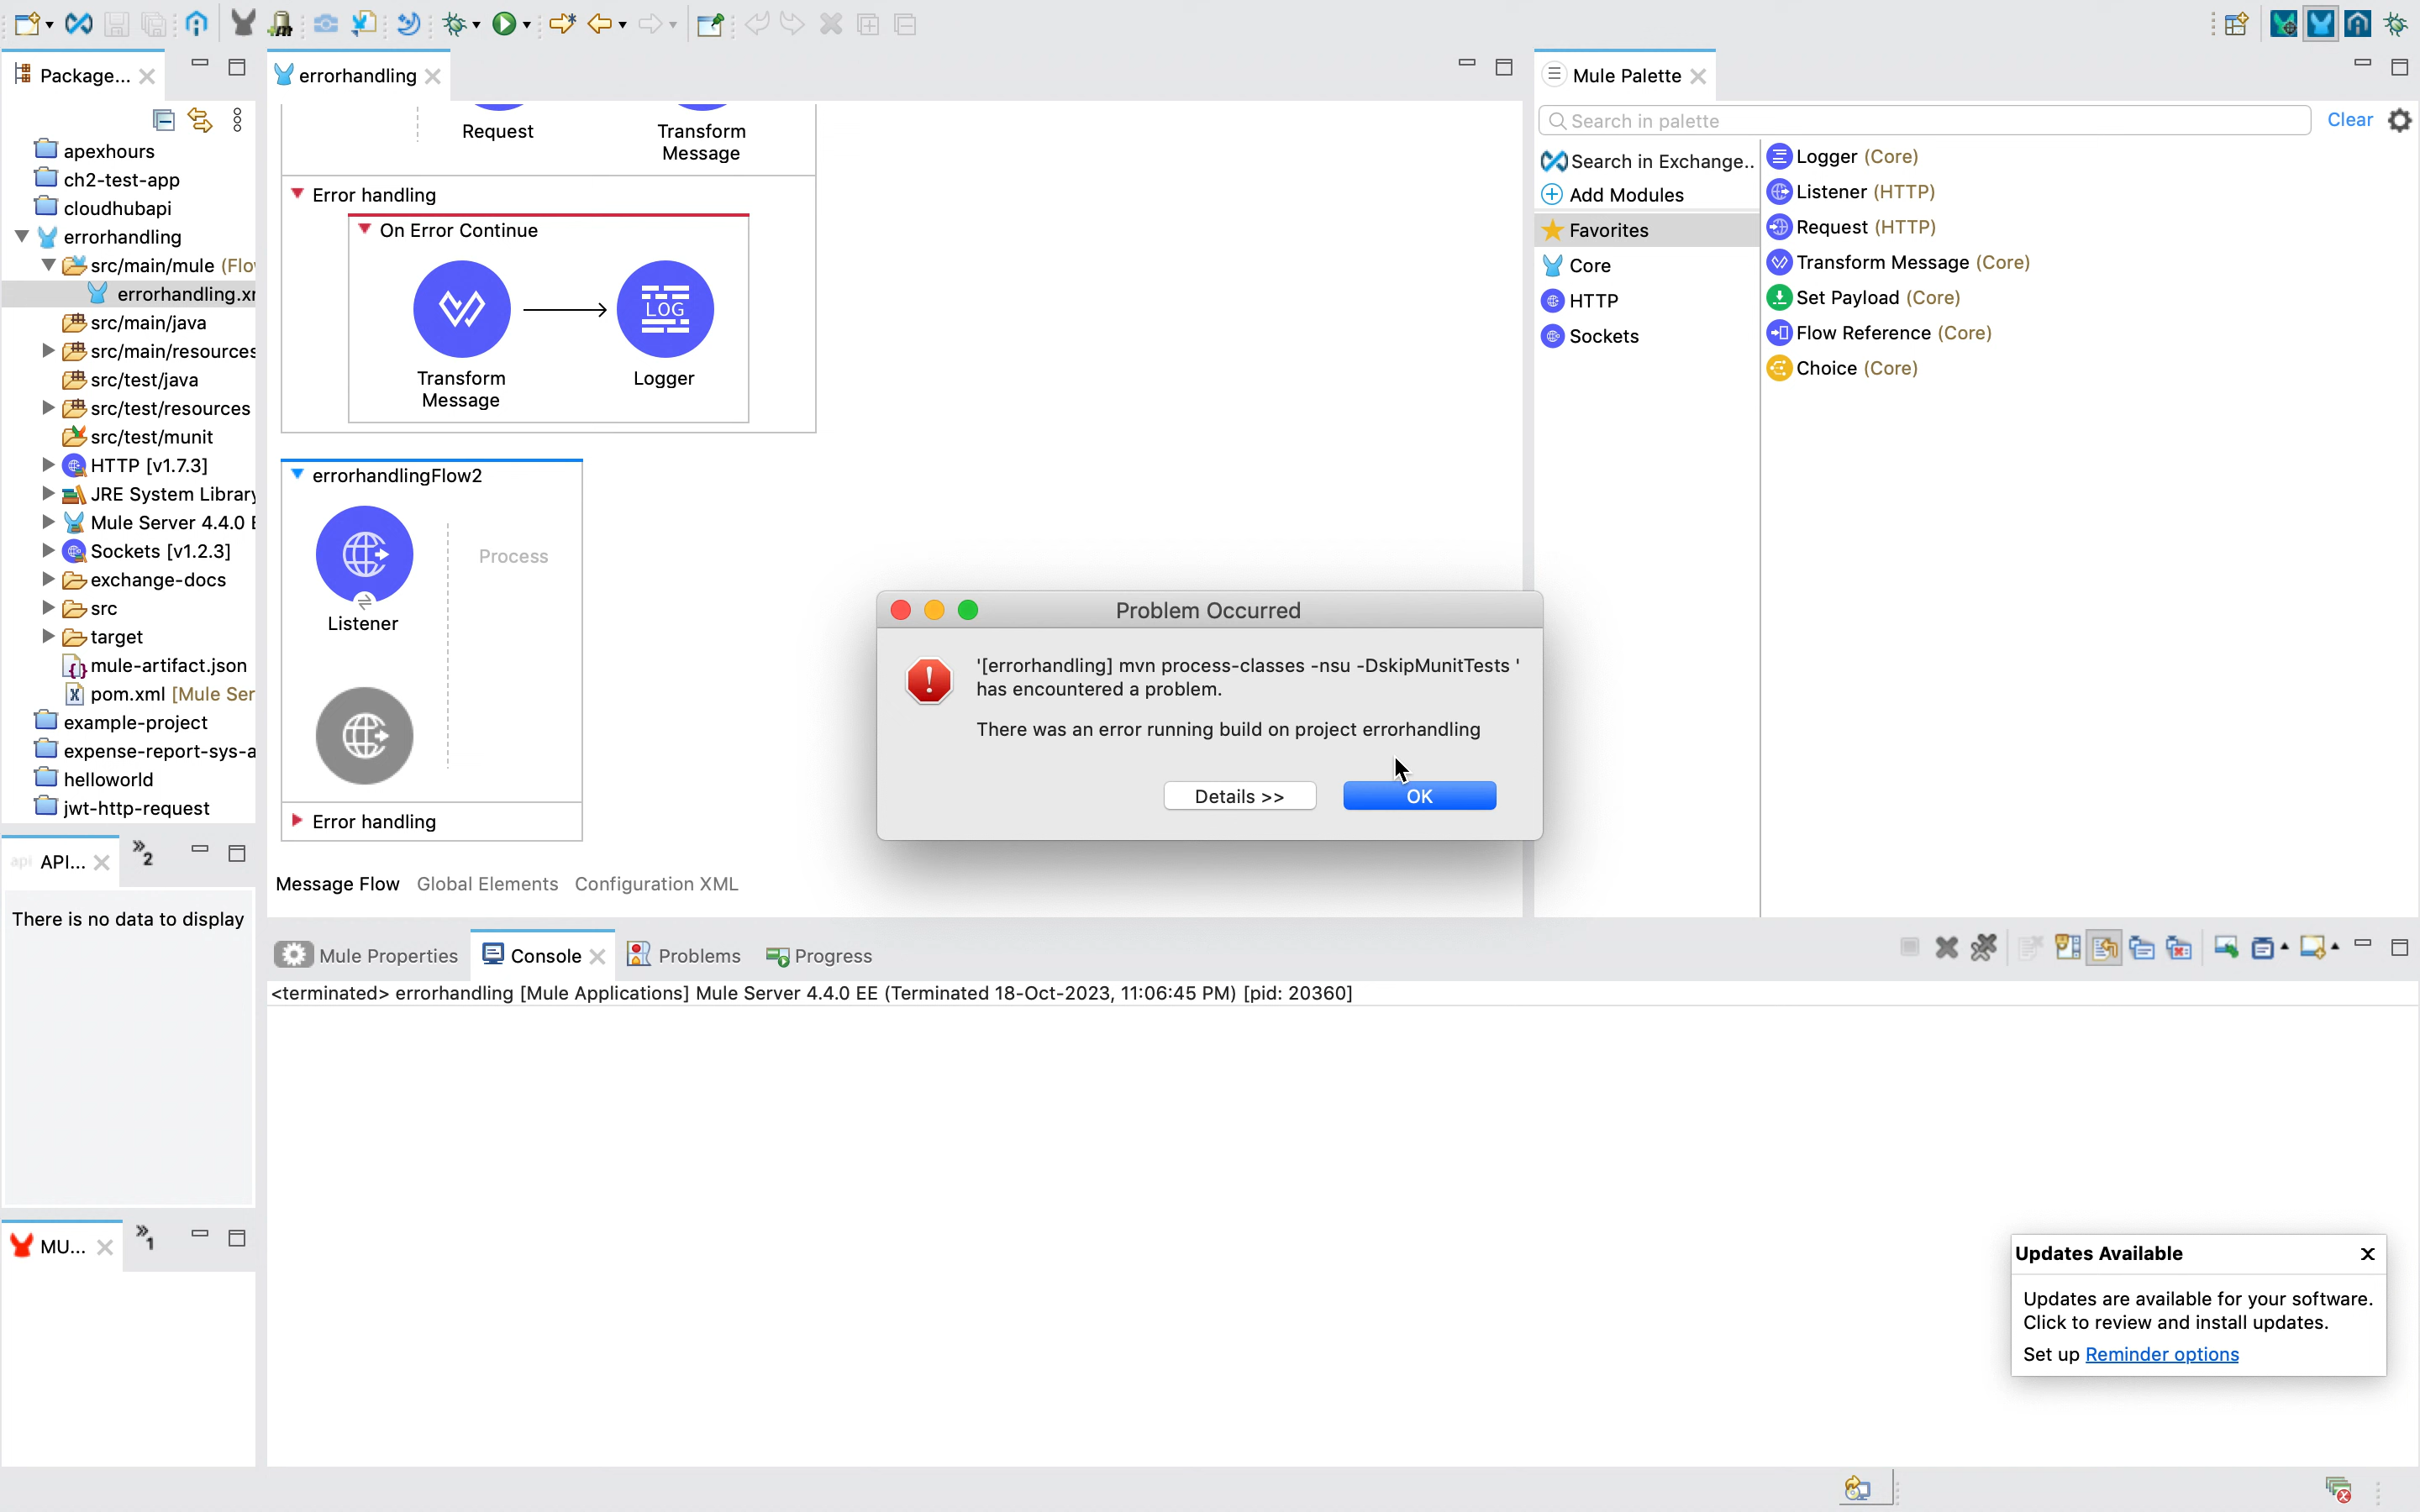 Package...
errorhandling
Mule Palette
Search in palette
Clear
apexhours
ch2-test-app
cloudhubapi
errorhandling
src/main/mule (Flo
errorhandling.x
src/main/java
src/main/resources
src/test/java
src/test/resources
src/test/munit
HTTP [v1.7.3]
JRE System Library
Mule Server 4.4.0 E
Sockets [v1.2.3]
exchange-docs
src
target
mule-artifact.json
pom.xml [Mule Ser
example-project
expense-report-sys-a
helloworld
jwt-http-request
Request
Transform
Message
Error handling
On Error Continue
LOG
Transform
Message
Logger
errorhandlingFlow2
Process
Listener
Error handling
Message Flow Global Elements Configuration XML
Search in Exchange..
Add Modules
Favorites
Core
HTTP
Sockets
Logger (Core)
Listener (HTTP)
Request (HTTP)
Transform Message (Core)
Set Payload (Core)
Flow Reference (Core)
Choice (Core)
Problem Occurred
'[errorhandling] mvn process-classes -nsu -DskipMunitTests '
has encountered a problem.
There was an error running build on project errorhandling
Details >>
OK
api API...
2
There is no data to display
MU...
1
Mule Properties
Console
Problems
Progress
<terminated> errorhandling [Mule Applications] Mule Server 4.4.0 EE (Terminated 18-Oct-2023, 11:06:45 PM) [pid: 20360]
Updates Available
Updates are available for your software.
Click to review and install updates.
Set up Reminder options